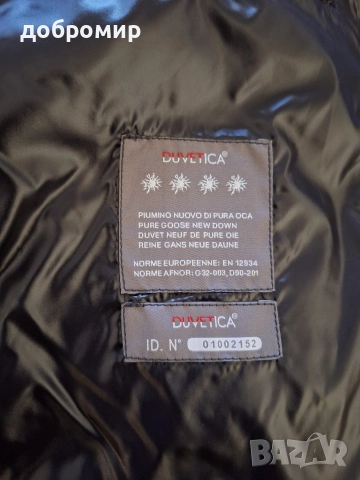 добромир
DUVETICA®
PIUMINO NUOVO DI PURA OCA
PURE GOOSE NEW DOWN
DUVET NEUF DE PURE OIE
REINE GANS NEUE DAUNE
NORME EUROPEENNE: EN 12934
NORME AFNOR: G32-003, D90-201
DUVETICA®
ID. N° 01002152
BAZAR